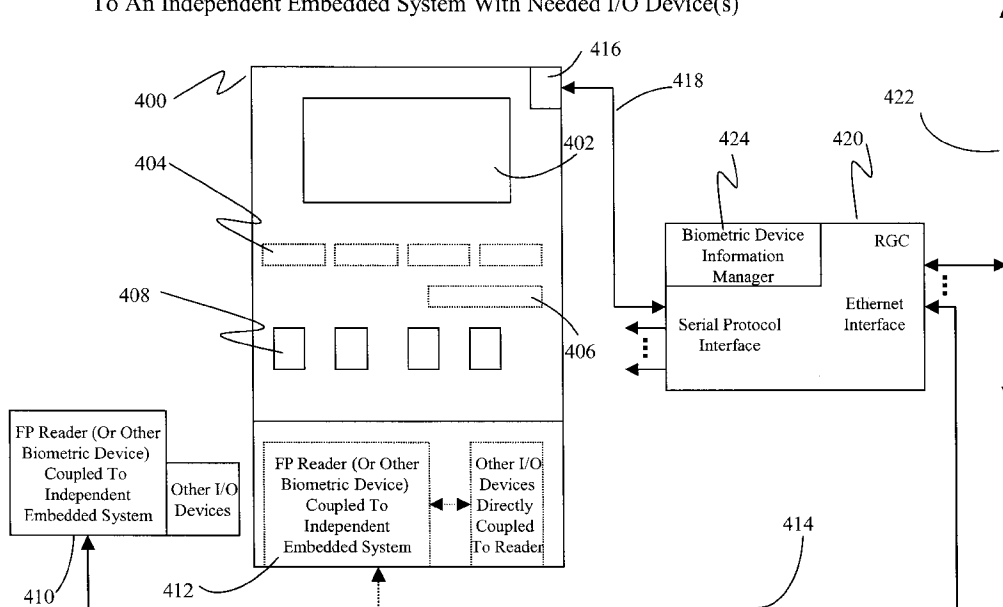 To An Independent Embedded System With Needed I/O Device(s)
416
400
418
422
402
424
420
404
Biometric Device
Information
Manager
RGC
408
Ethernet
Interface
Serial Protocol
Interface
406
FP Reader (Or Other
Biometric Device)
Coupled To
Independent
Embedded System
Other I/O
Devices
FP Reader (Or Other
Biometric Device)
Coupled To
Independent
Embedded System
Other I/O
Devices
Directly
Coupled
To Reader
414
410
412